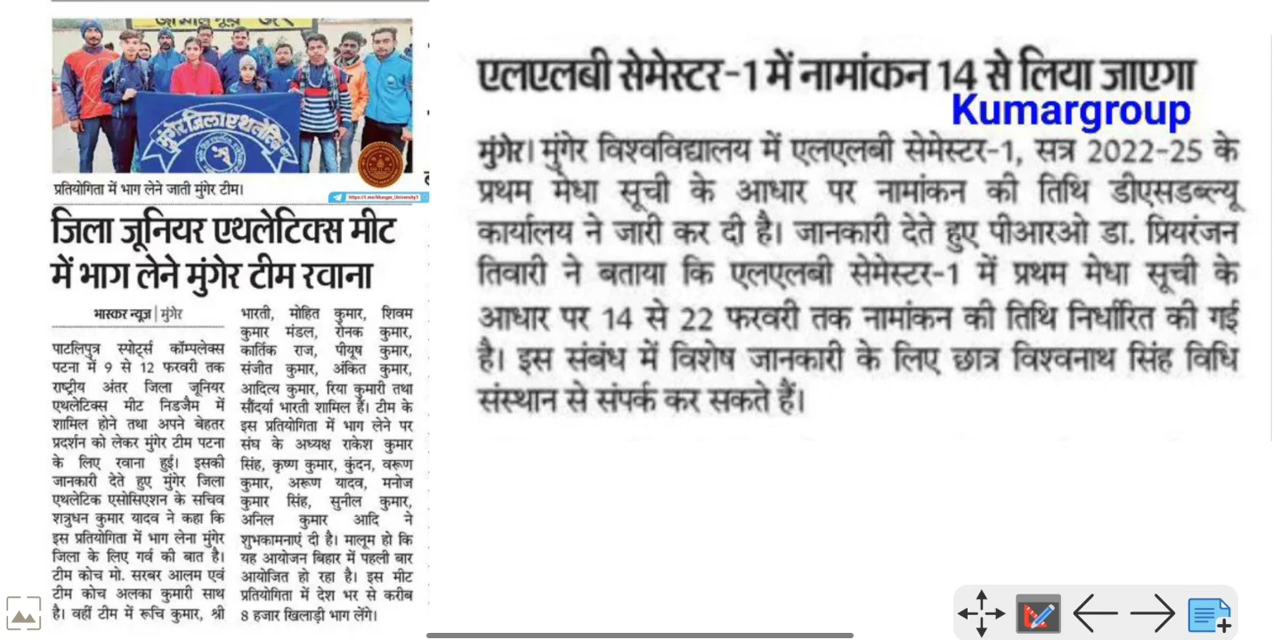 मुंगेर जिला एथलेटिक
प्रतियोगिता में भाग लेने जाती मुंगेर टीम।
https://t.me/Munger_University1
जिला जूनियर एथलेटिक्स मीट
में भाग लेने मुंगेर टीम रवाना
भास्कर न्यूज | मुंगेर
पाटलिपुत्र स्पोर्ट्स कॉम्पलेक्स
पटना में 9 से 12 फरवरी तक
राष्ट्रीय अंतर जिला जूनियर
एथलेटिक्स मीट निडजैम में
शामिल होने तथा अपने बेहतर
प्रदर्शन को लेकर मुंगेर टीम पटना
के लिए रवाना हुई। इसकी
जानकारी देते हुए मुंगेर जिला
एथलेटिक एसोसिएशन के सचिव
शत्रुधन कुमार यादव ने कहा कि
इस प्रतियोगिता में भाग लेना मुंगेर
जिला के लिए गर्व की बात है।
टीम कोच मो. सरबर आलम एवं
टीम कोच अलका कुमारी साथ
है। वहीं टीम में रूचि कुमार, श्री
भारती, मोहित कुमार, शिवम
कुमार मंडल, रौनक कुमार,
कार्तिक राज, पीयूष कुमार,
संजीत कुमार, अंकित कुमार,
आदित्य कुमार, रिया कुमारी तथा
सौंदर्या भारती शामिल हैं। टीम के
इस प्रतियोगिता में भाग लेने पर
संघ के अध्यक्ष राकेश कुमार
सिंह, कृष्ण कुमार, कुंदन, वरूण
कुमार, अरूण यादव, मनोज
कुमार सिंह, सुनील कुमार,
अनिल कुमार आदि ने
शुभकामनाएं दी है। मालूम हो कि
यह आयोजन बिहार में पहली बार
आयोजित हो रहा है। इस मीट
प्रतियोगिता में देश भर से करीब
8 हजार खिलाड़ी भाग लेंगे।
एलएलबी सेमेस्टर-1 में नामांकन 14 से लिया जाएगा
Kumargroup
मुंगेर। मुंगेर विश्वविद्यालय में एलएलबी सेमेस्टर-1, सत्र 2022-25 के
प्रथम मेधा सूची के आधार पर नामांकन की तिथि डीएसडब्ल्यू
कार्यालय ने जारी कर दी है। जानकारी देते हुए पीआरओ डा. प्रियरंजन
तिवारी ने बताया कि एलएलबी सेमेस्टर-1 में प्रथम मेधा सूची के
आधार पर 14 से 22 फरवरी तक नामांकन की तिथि निर्धारित की गई
है। इस संबंध में विशेष जानकारी के लिए छात्र विश्वनाथ सिंह विधि
संस्थान से संपर्क कर सकते हैं।